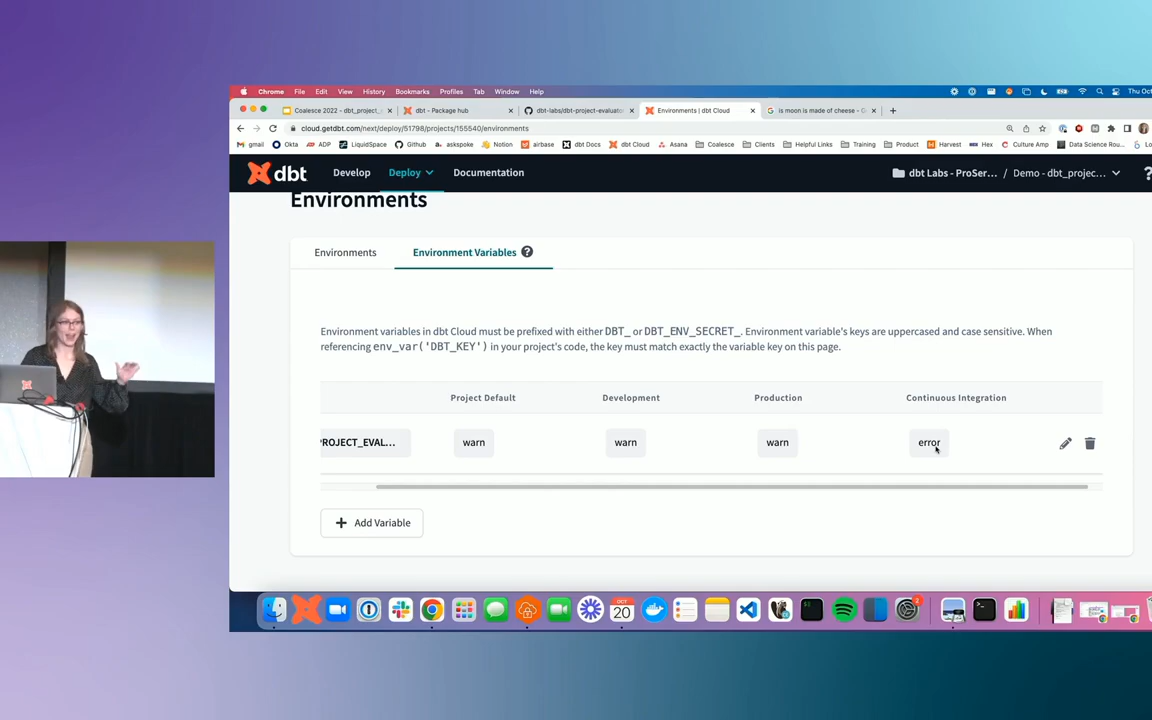 Chrome File Edit View History Bookmarks Profiles Tab Window Help
Coalesce 2022 - dbt_project_
dbt - Package hub
dbt-labs/dbt-project-evaluator
Environments | dbt Cloud
is moon is made of cheese - G
cloud.getdbt.com/next/deploy/51798/projects/155540/environments
gmail Okta ADP LiquidSpace Github askspoke Notion airbase dbt Docs dbt Cloud Asana Coalesce Clients Helpful Links Training Product Harvest Hex Culture Amp Data Science Rou...
dbt Develop Deploy Documentation dbt Labs - ProSer... / Demo - dbt_projec...
Environments
Environments Environment Variables ?
Environment variables in dbt Cloud must be prefixed with either DBT_ or DBT_ENV_SECRET_. Environment variable's keys are uppercased and case sensitive. When
referencing env_var('DBT_KEY') in your project's code, the key must match exactly the variable key on this page.
Project Default Development Production Continuous Integration
PROJECT_EVAL... warn warn warn error
+ Add Variable
OCT
20
2